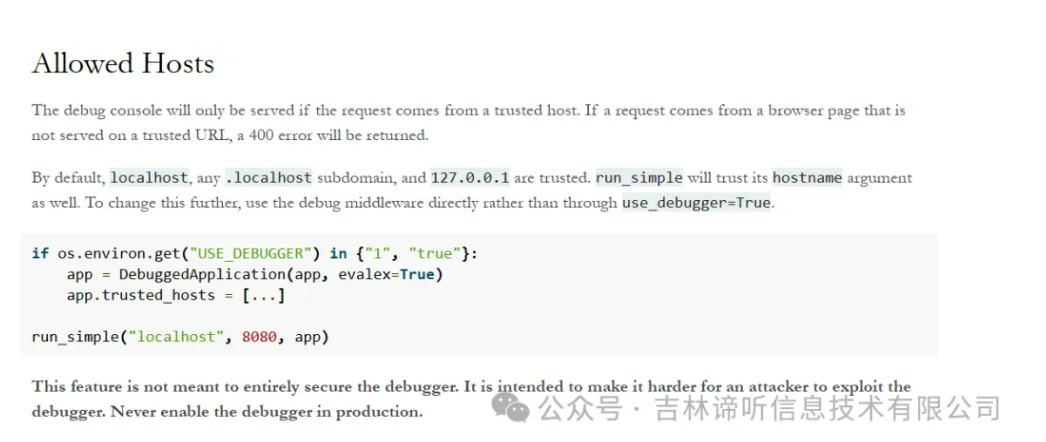 Allowed Hosts
The debug console will only be served if the request comes from a trusted host. If a request comes from a browser page that is
not served on a trusted URL, a 400 error will be returned.
By default, localhost, any .localhost subdomain, and 127.0.0.1 are trusted. run_simple will trust its hostname argument
as well. To change this further, use the debug middleware directly rather than through use_debugger=True.
if os.environ.get("USE_DEBUGGER") in {"1", "true"}:
    app = DebuggedApplication(app, evalex=True)
    app.trusted_hosts = [...]
run_simple("localhost", 8080, app)
This feature is not meant to entirely secure the debugger. It is intended to make it harder for an attacker to exploit the
debugger. Never enable the debugger in production.
公众号 · 吉林谛听信息技术有限公司